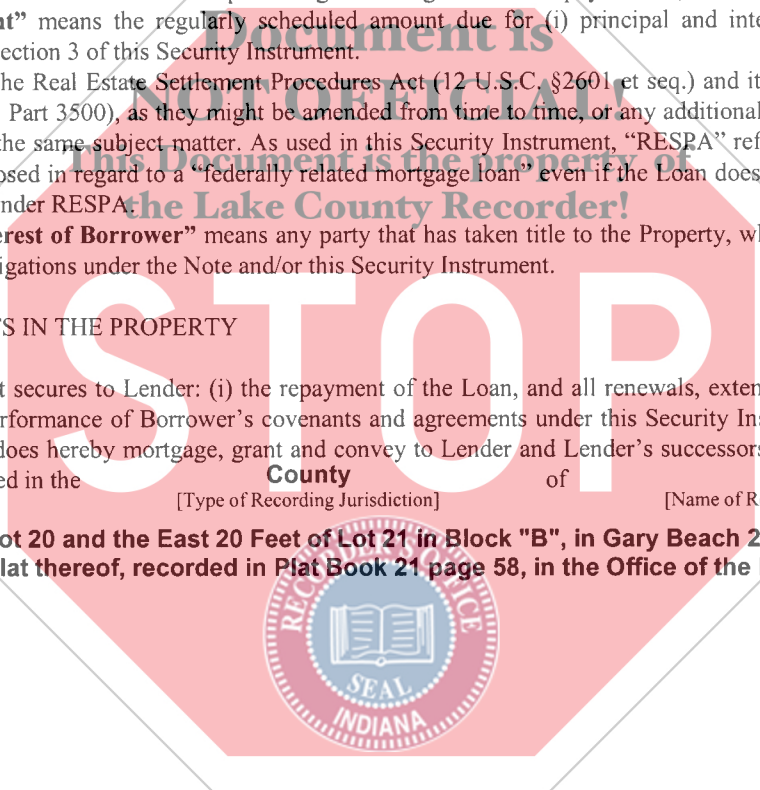 nt” means the regularly scheduled amount due for (i) principal and inte
ection 3 of this Security Instrument.
he Real Estate Settlement Procedures Act (12 U.S.C. §2601 et seq.) and it
Part 3500), as they might be amended from time to time, or any additional
the same subject matter. As used in this Security Instrument, “RESPA” ref
osed in regard to a “federally related mortgage loan” even if the Loan does
nder RESPA.
erest of Borrower” means any party that has taken title to the Property, wh
igations under the Note and/or this Security Instrument.
Document is
NOT OFFICIAL!
This Document is the property of
the Lake County Recorder!
STOP
S IN THE PROPERTY
t secures to Lender: (i) the repayment of the Loan, and all renewals, exten
rformance of Borrower’s covenants and agreements under this Security Ins
does hereby mortgage, grant and convey to Lender and Lender’s successors
ed in the County of
[Type of Recording Jurisdiction] [Name of R
ot 20 and the East 20 Feet of Lot 21 in Block "B", in Gary Beach 2
lat thereof, recorded in Plat Book 21 page 58, in the Office of the
RECORDER'S OFFICE
SEAL
INDIANA